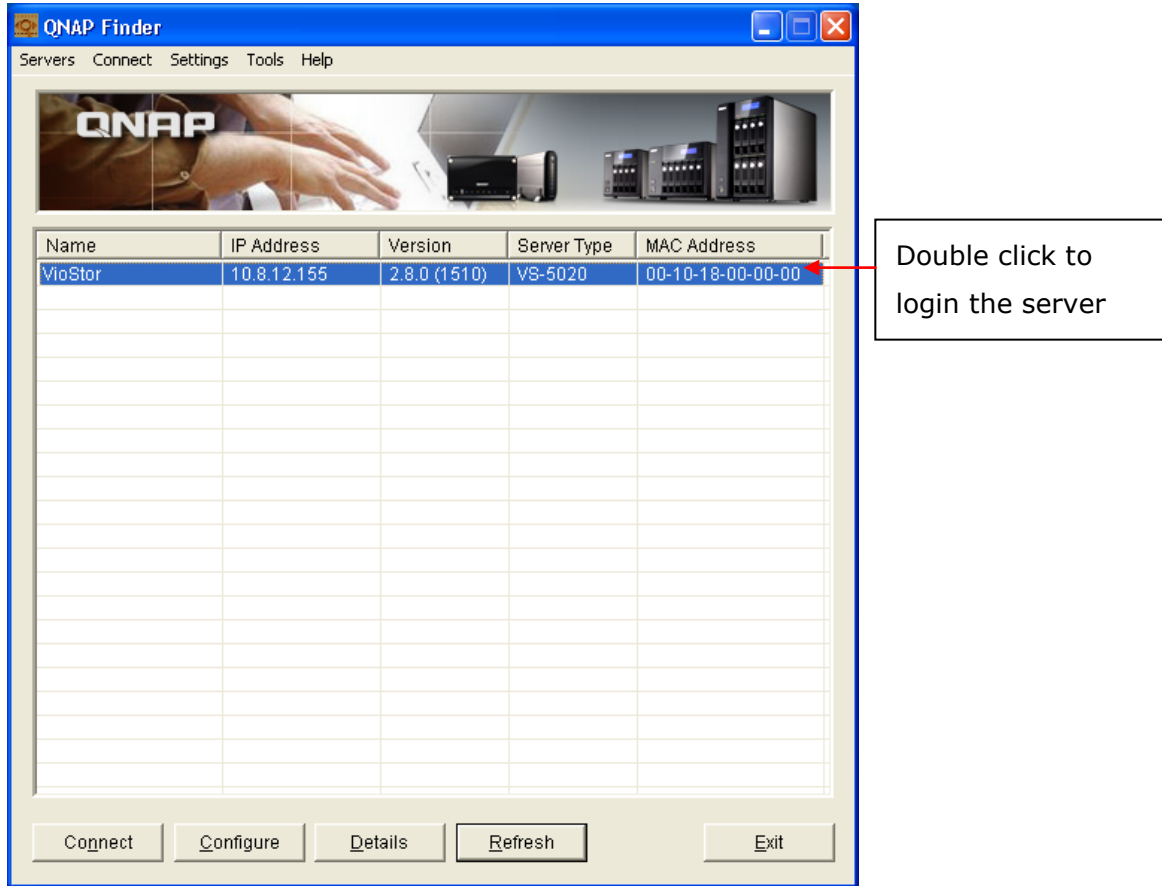 QNAP Finder
Servers Connect Settings Tools Help
QNAP
Name IP Address Version Server Type MAC Address
VioStor 10.8.12.155 2.8.0 (1510) VS-5020 00-10-18-00-00-00
Double click to
login the server
Connect Configure Details Refresh Exit